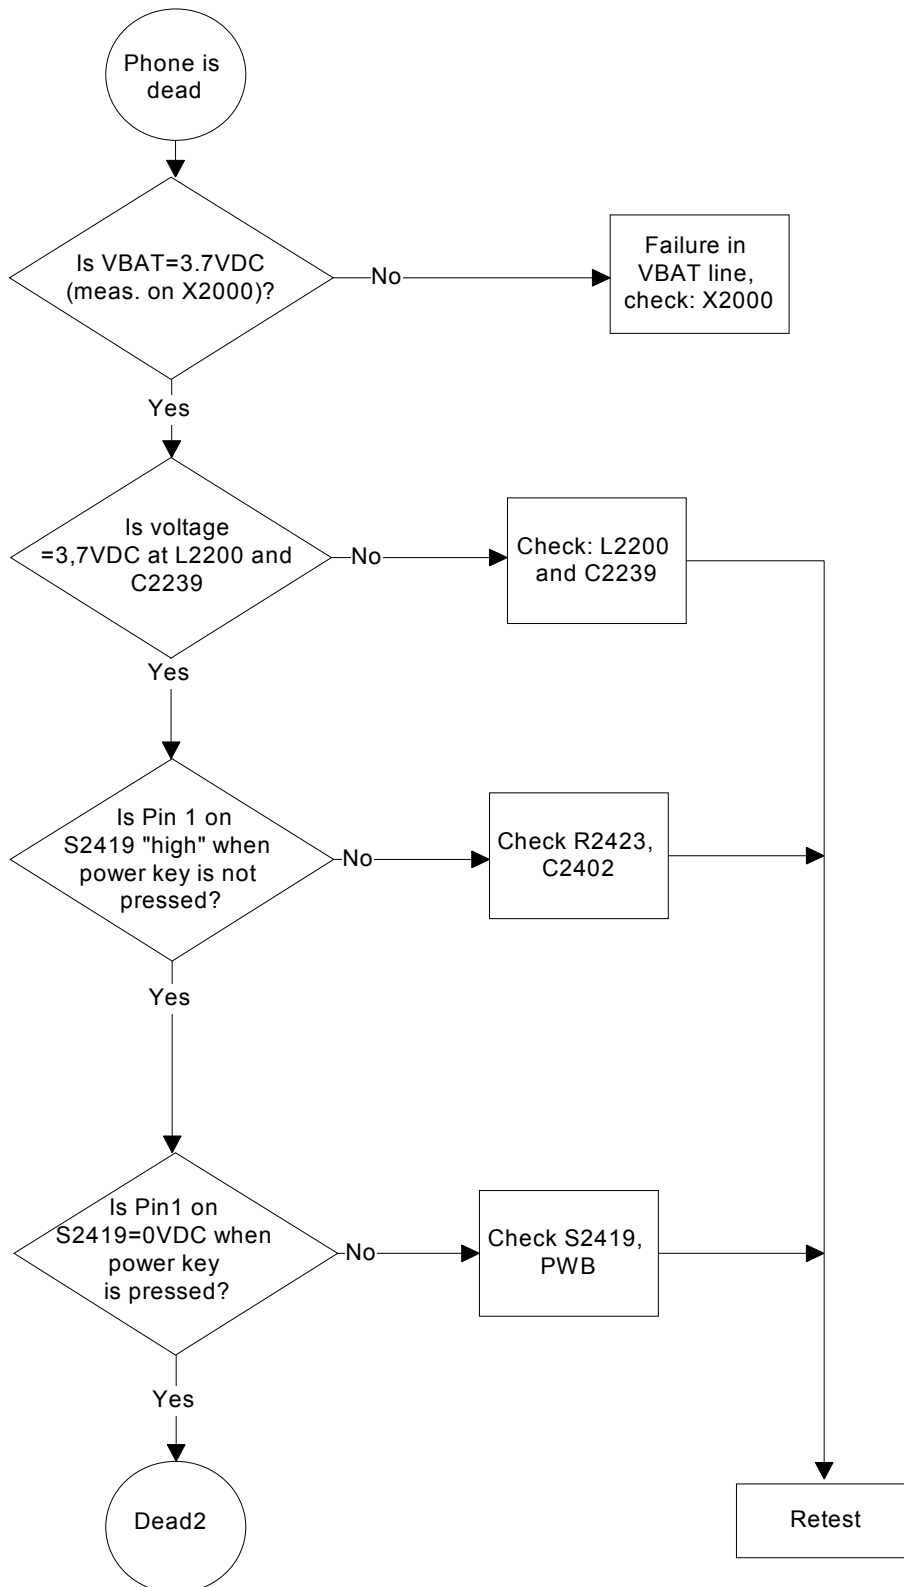 Phone is
dead
Is VBAT=3.7VDC
(meas. on X2000)?
No
Failure in
VBAT line,
check: X2000
Yes
Is voltage
=3,7VDC at L2200 and
C2239
No
Check: L2200
and C2239
Yes
Is Pin 1 on
S2419 "high" when
power key is not
pressed?
No
Check R2423,
C2402
Yes
Is Pin1 on
S2419=0VDC when
power key
is pressed?
No
Check S2419,
PWB
Yes
Dead2
Retest